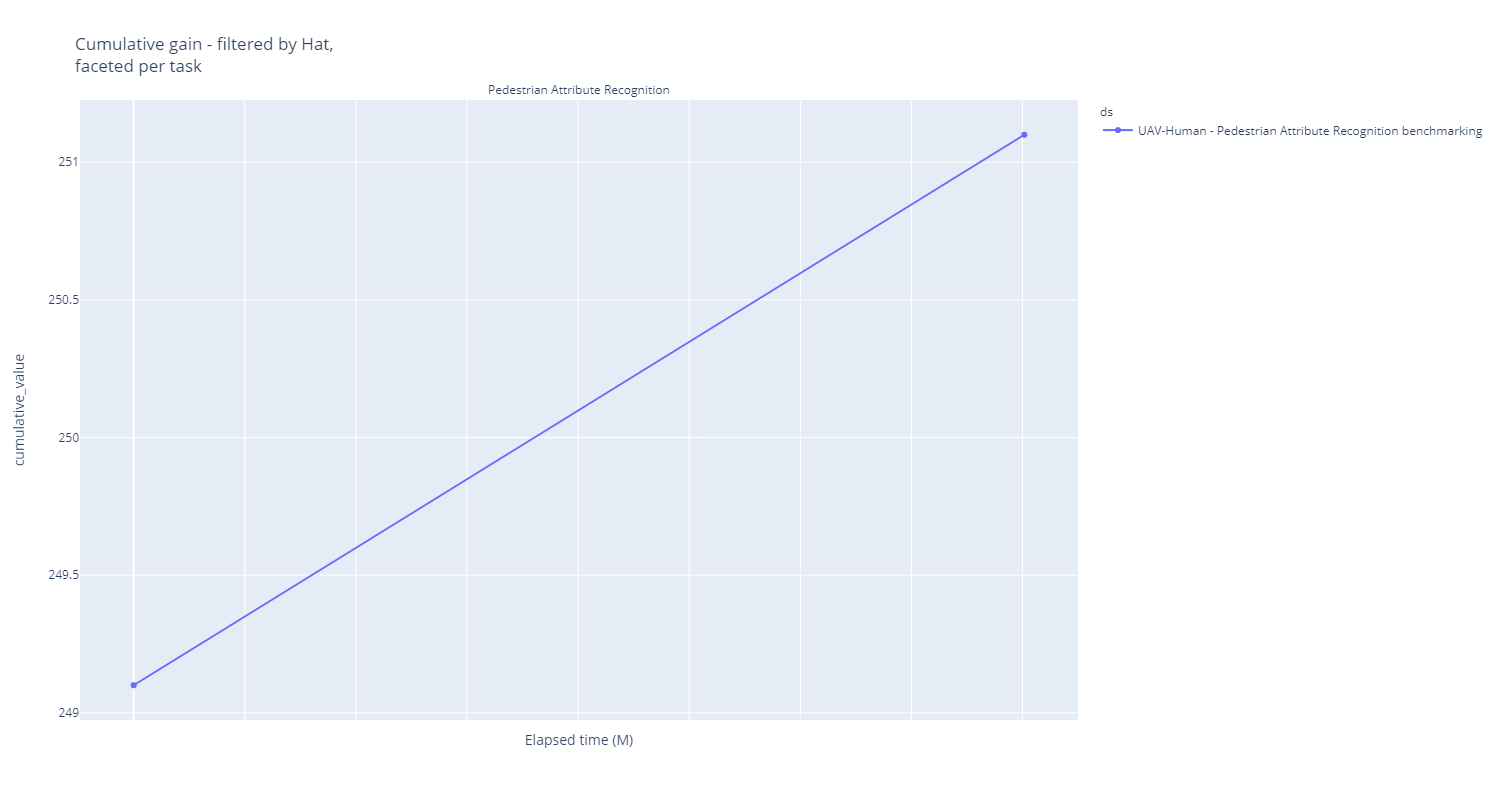 Cumulative gain - filtered by Hat,
faceted per task
Pedestrian Attribute Recognition
ds
UAV-Human - Pedestrian Attribute Recognition benchmarking
251
250.5
250
249.5
249
cumulative_value
Elapsed time (M)